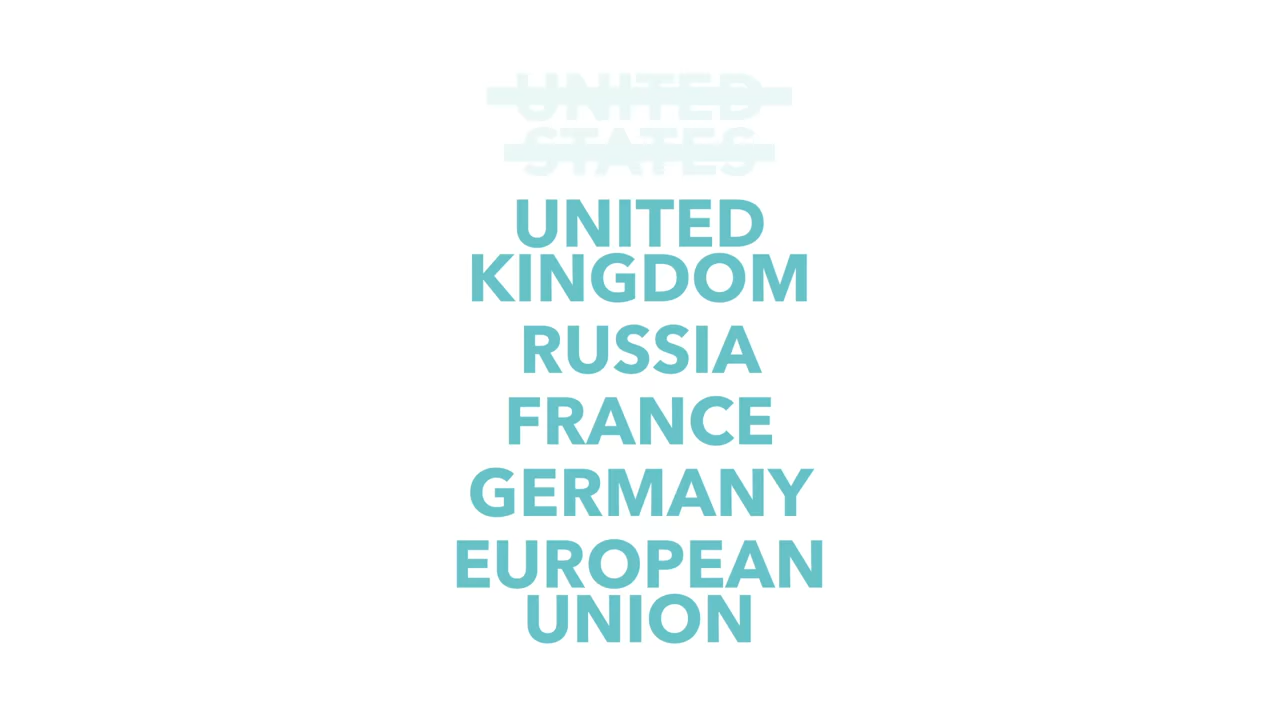 UNITED
STATES
UNITED
KINGDOM
RUSSIA
FRANCE
GERMANY
EUROPEAN
UNION